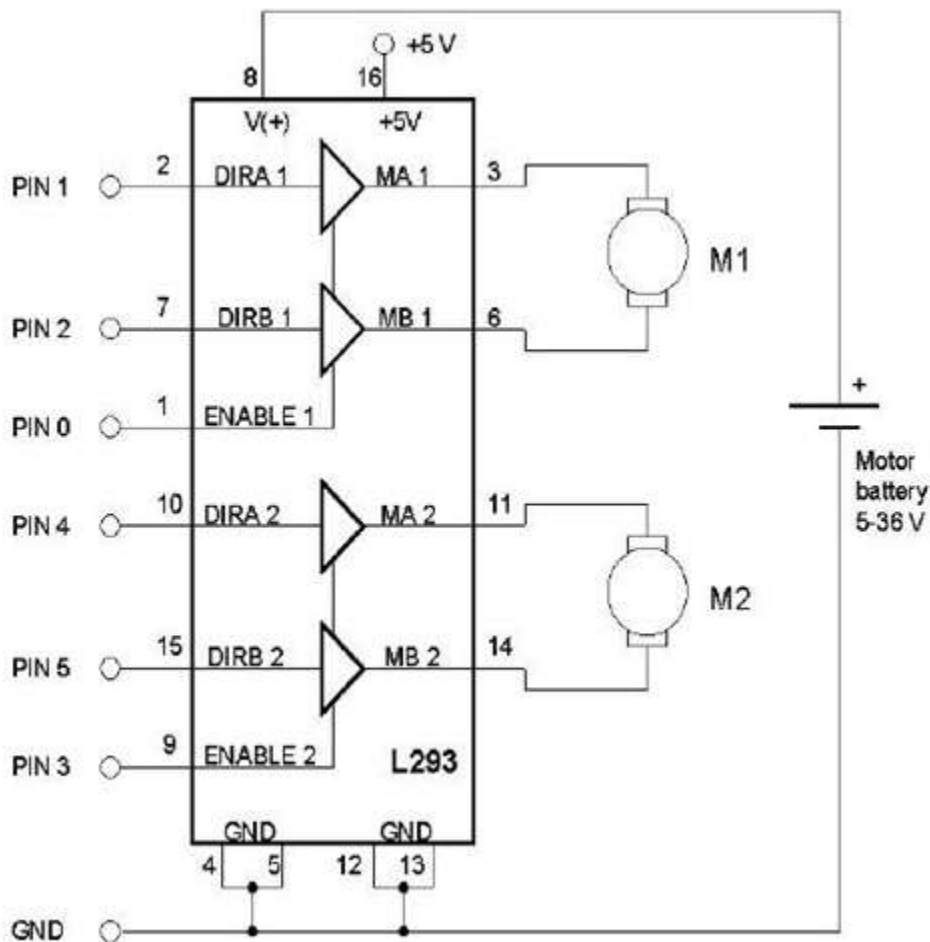 +5 V
8
16
V(+)
+5V
PIN 1
2
DIRA 1
MA 1
3
M1
PIN 2
7
DIRB 1
MB 1
6
PIN 0
1
ENABLE 1
+
Motor
battery
5-36 V
PIN 4
10
DIRA 2
MA 2
11
M2
PIN 5
15
DIRB 2
MB 2
14
PIN 3
9
ENABLE 2
L293
GND
GND
4
5
12
13
GND